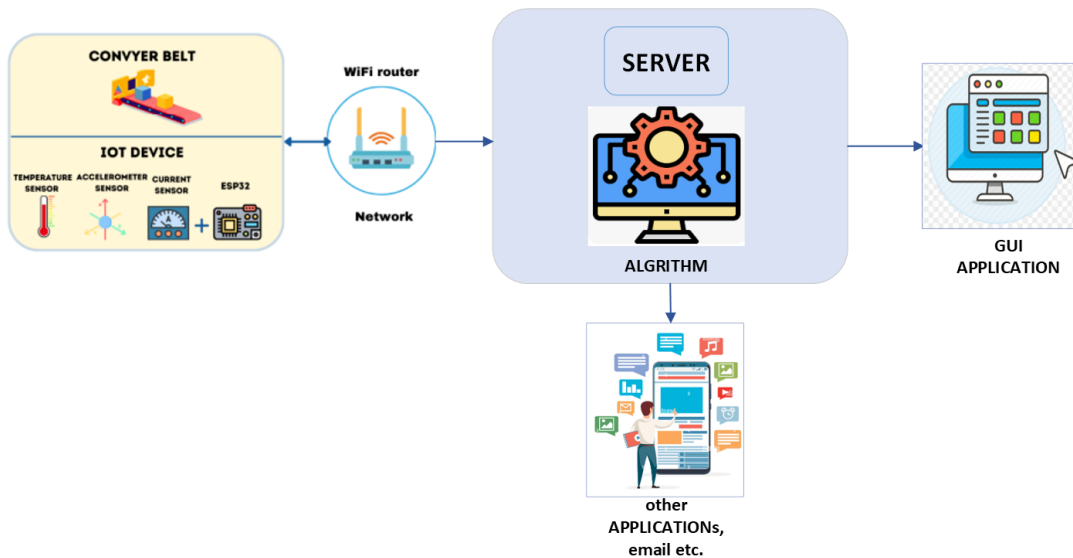 CONVYER BELT
IOT DEVICE
TEMPERATURE
SENSOR
ACCELEROMETER
SENSOR
CURRENT
SENSOR
+
ESP32
WiFi router
Network
SERVER
ALGRITHM
GUI
APPLICATION
other
APPLICATIONs,
email etc.